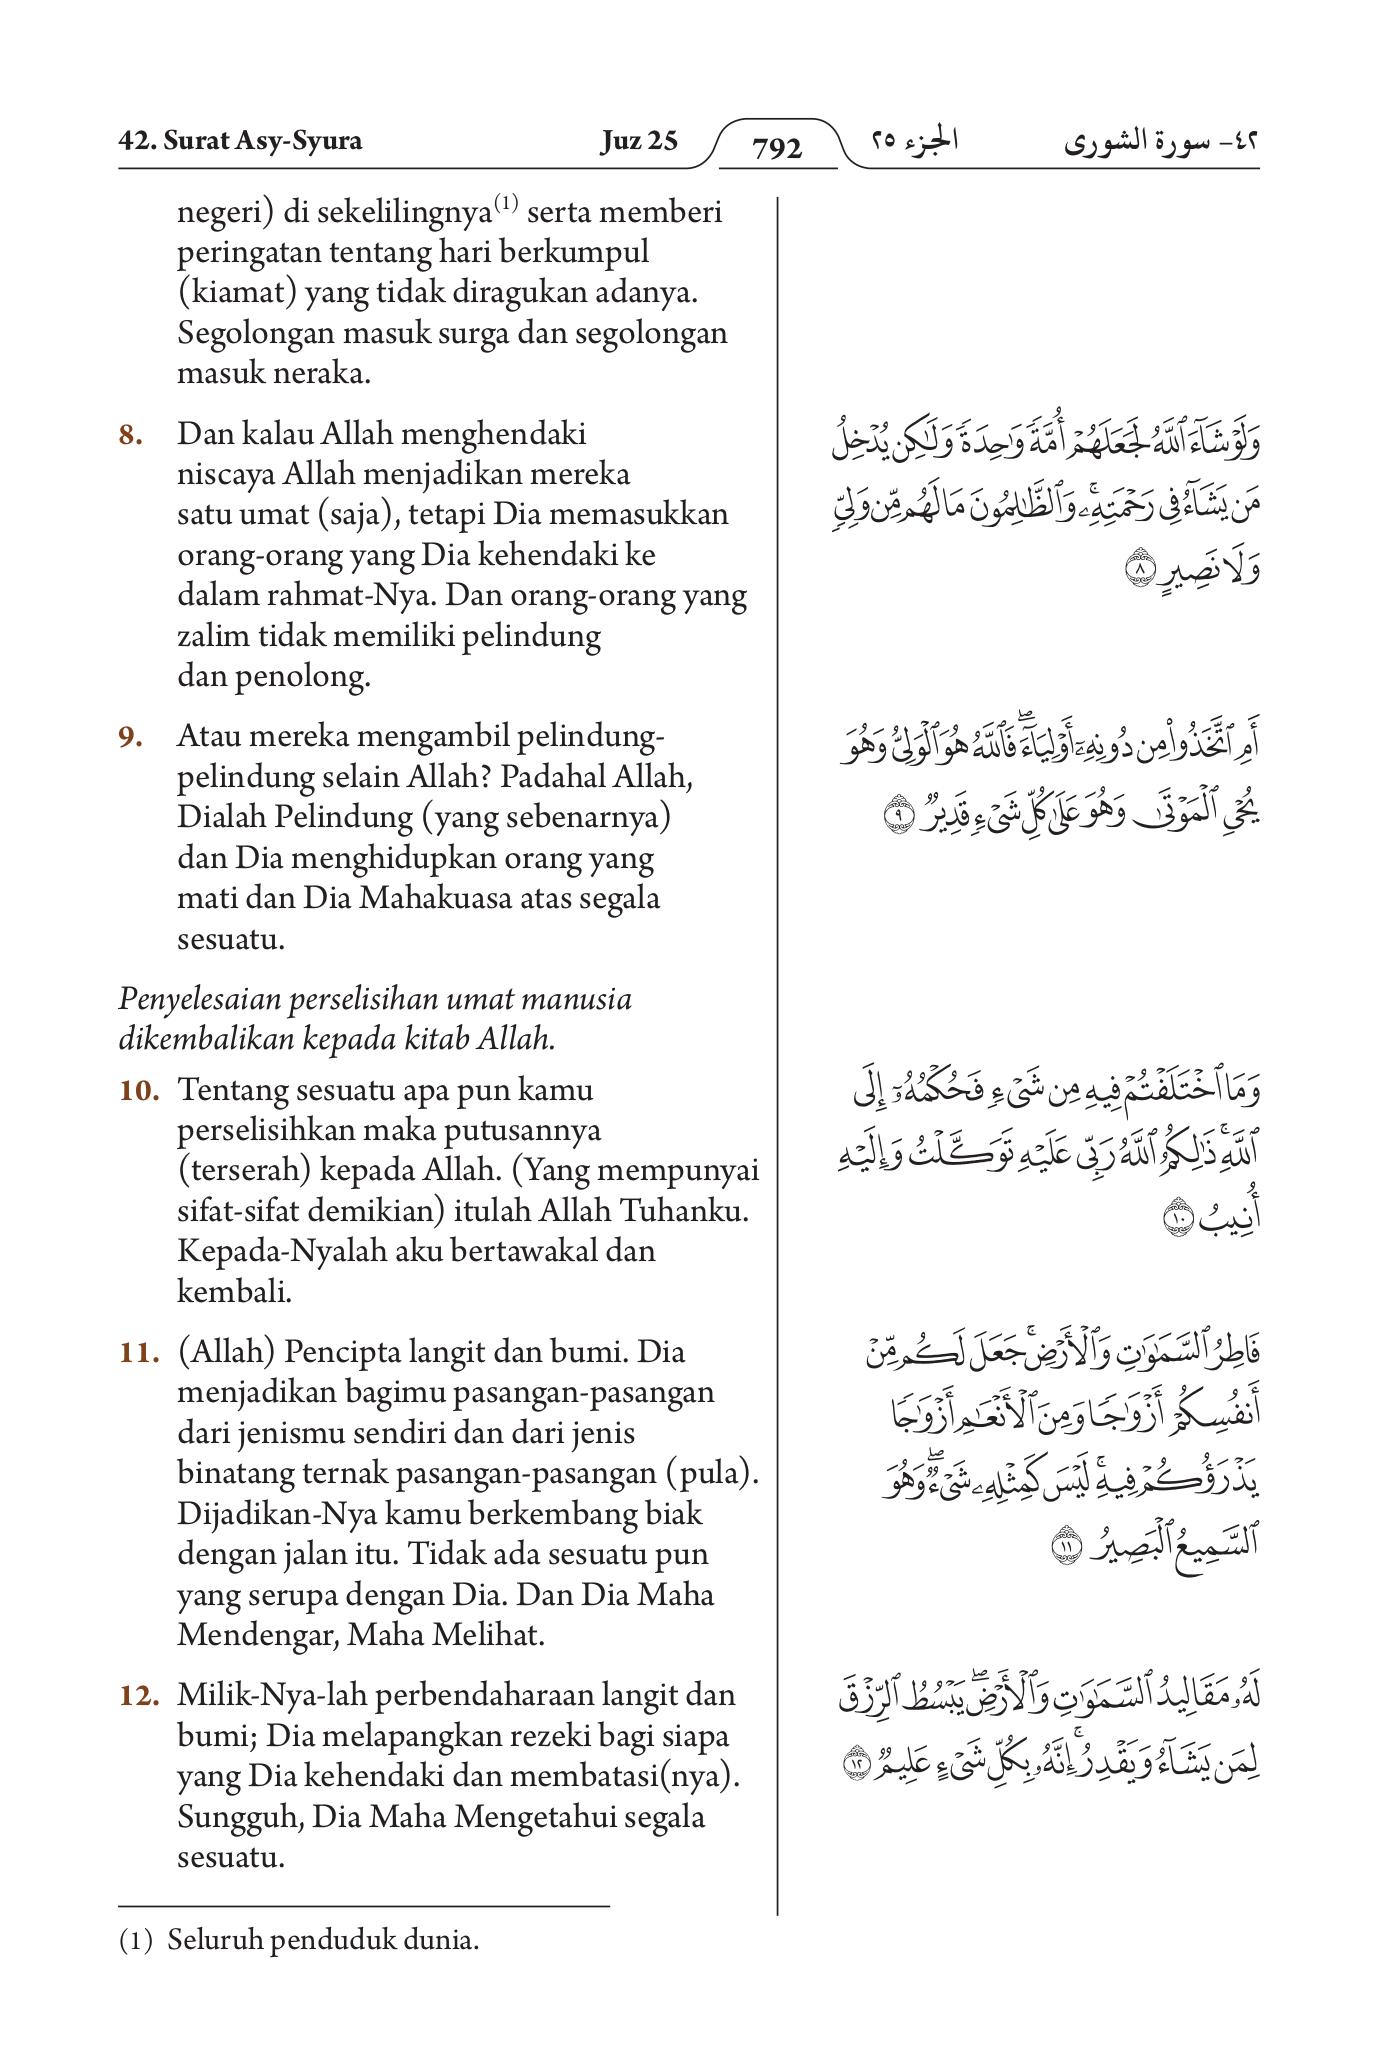 42. Surat Asy-Syura
Juz 25
792
الجزء ٢٥
٤٢- سورة الشورى
negeri) di sekelilingnya(1) serta memberi
peringatan tentang hari berkumpul
(kiamat) yang tidak diragukan adanya.
Segolongan masuk surga dan segolongan
masuk neraka.
8. Dan kalau Allah menghendaki
niscaya Allah menjadikan mereka
satu umat (saja), tetapi Dia memasukkan
orang-orang yang Dia kehendaki ke
dalam rahmat-Nya. Dan orang-orang yang
zalim tidak memiliki pelindung
dan penolong.
وَلَوْ شَآءَ ٱللَّهُ لَجَعَلَهُمْ أُمَّةً وَٰحِدَةً وَلَٰكِن يُدْخِلُ
مَن يَشَآءُ فِى رَحْمَتِهِۦ ۚ وَٱلظَّٰلِمُونَ مَا لَهُم مِّن وَلِىٍّ
وَلَا نَصِيرٍ ٨
9. Atau mereka mengambil pelindung-
pelindung selain Allah? Padahal Allah,
Dialah Pelindung (yang sebenarnya)
dan Dia menghidupkan orang yang
mati dan Dia Mahakuasa atas segala
sesuatu.
أَمِ ٱتَّخَذُوا۟ مِن دُونِهِۦٓ أَوْلِيَآءَ ۖ فَٱللَّهُ هُوَ ٱلْوَلِىُّ وَهُوَ
يُحْىِ ٱلْمَوْتَىٰ وَهُوَ عَلَىٰ كُلِّ شَىْءٍ قَدِيرٌ ٩
Penyelesaian perselisihan umat manusia
dikembalikan kepada kitab Allah.
10. Tentang sesuatu apa pun kamu
perselisihkan maka putusannya
(terserah) kepada Allah. (Yang mempunyai
sifat-sifat demikian) itulah Allah Tuhanku.
Kepada-Nyalah aku bertawakal dan
kembali.
وَمَا ٱخْتَلَفْتُمْ فِيهِ مِن شَىْءٍ فَحُكْمُهُۥٓ إِلَى
ٱللَّهِ ۚ ذَٰلِكُمُ ٱللَّهُ رَبِّى عَلَيْهِ تَوَكَّلْتُ وَإِلَيْهِ
أُنِيبُ ١٠
11. (Allah) Pencipta langit dan bumi. Dia
menjadikan bagimu pasangan-pasangan
dari jenismu sendiri dan dari jenis
binatang ternak pasangan-pasangan (pula).
Dijadikan-Nya kamu berkembang biak
dengan jalan itu. Tidak ada sesuatu pun
yang serupa dengan Dia. Dan Dia Maha
Mendengar, Maha Melihat.
فَاطِرُ ٱلسَّمَٰوَٰتِ وَٱلْأَرْضِ ۚ جَعَلَ لَكُم مِّنْ
أَنفُسِكُمْ أَزْوَٰجًا وَمِنَ ٱلْأَنْعَٰمِ أَزْوَٰجًا
يَذْرَؤُكُمْ فِيهِ ۚ لَيْسَ كَمِثْلِهِۦ شَىْءٌ ۖ وَهُوَ
ٱلسَّمِيعُ ٱلْبَصِيرُ ١١
12. Milik-Nya-lah perbendaharaan langit dan
bumi; Dia melapangkan rezeki bagi siapa
yang Dia kehendaki dan membatasi(nya).
Sungguh, Dia Maha Mengetahui segala
sesuatu.
لَهُۥ مَقَالِيدُ ٱلسَّمَٰوَٰتِ وَٱلْأَرْضِ ۖ يَبْسُطُ ٱلرِّزْقَ
لِمَن يَشَآءُ وَيَقْدِرُ ۚ إِنَّهُۥ بِكُلِّ شَىْءٍ عَلِيمٌ ١٢
(1) Seluruh penduduk dunia.